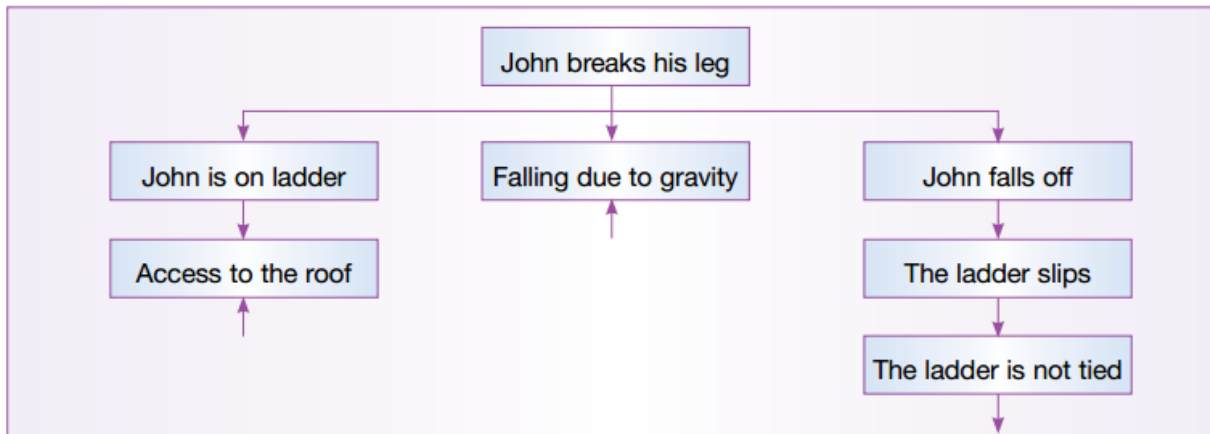 John breaks his leg
John is on ladder
Falling due to gravity
John falls off
Access to the roof
The ladder slips
The ladder is not tied